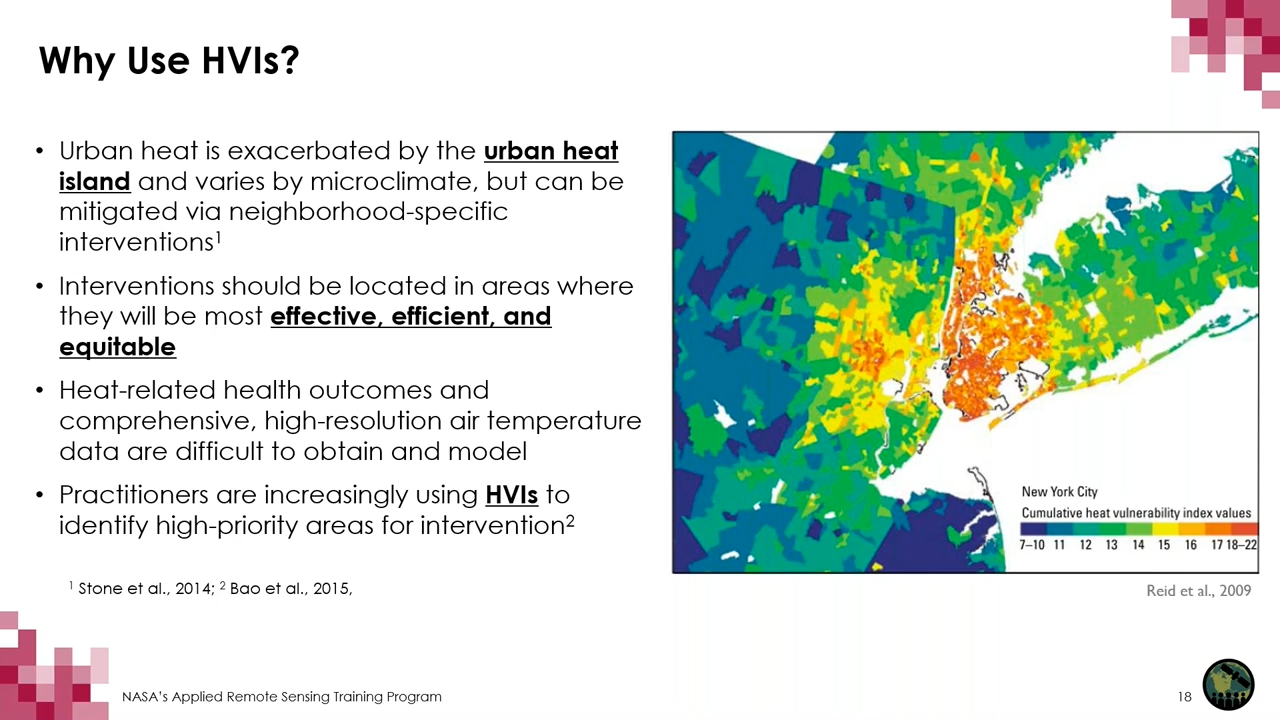 Why Use HVIs?
• Urban heat is exacerbated by the urban heat
island and varies by microclimate, but can be
mitigated via neighborhood-specific
interventions1
• Interventions should be located in areas where
they will be most effective, efficient, and
equitable
• Heat-related health outcomes and
comprehensive, high-resolution air temperature
data are difficult to obtain and model
• Practitioners are increasingly using HVIs to
identify high-priority areas for intervention2
1 Stone et al., 2014; 2 Bao et al., 2015,
New York City
Cumulative heat vulnerability index values
7–10 11 12 13 14 15 16 17 18–22
Reid et al., 2009
NASA's Applied Remote Sensing Training Program
18